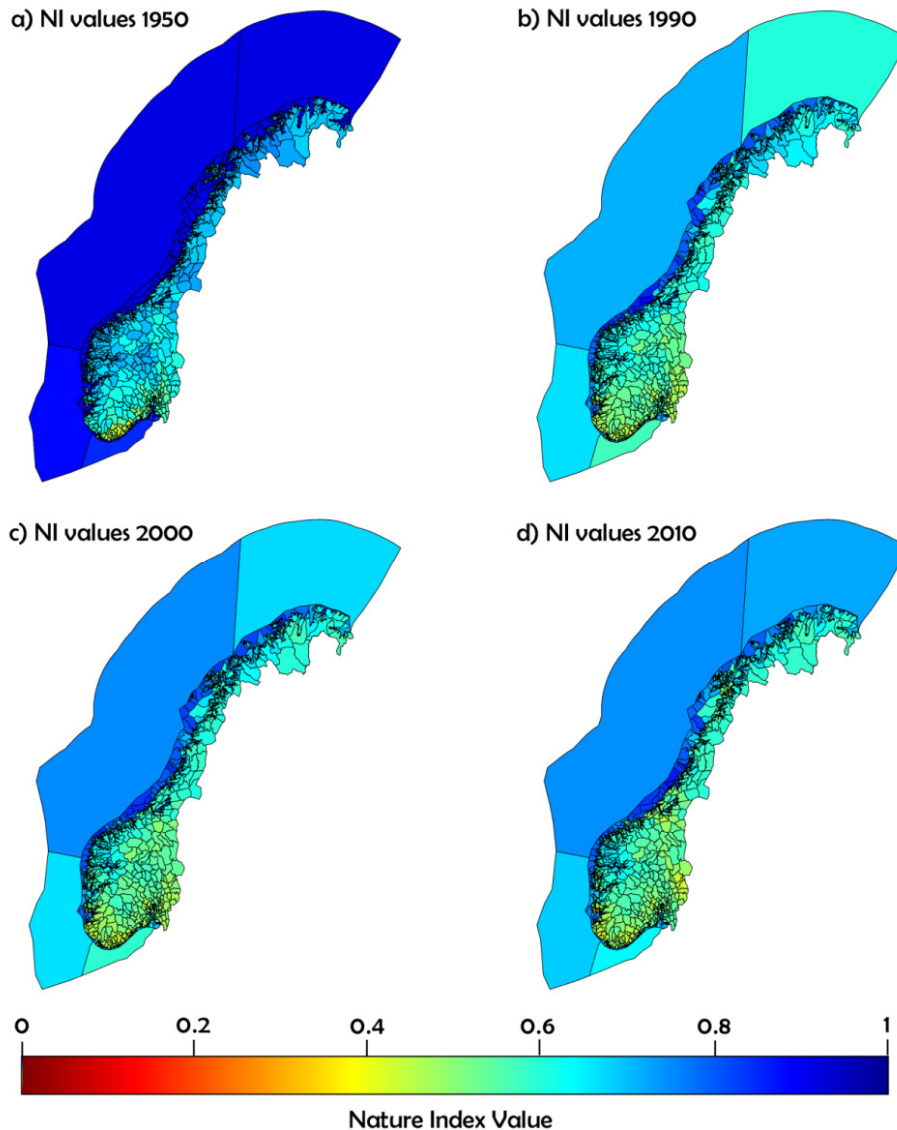 a) NI values 1950
b) NI values 1990
c) NI values 2000
d) NI values 2010
0 0.2 0.4 0.6 0.8 1
Nature Index Value